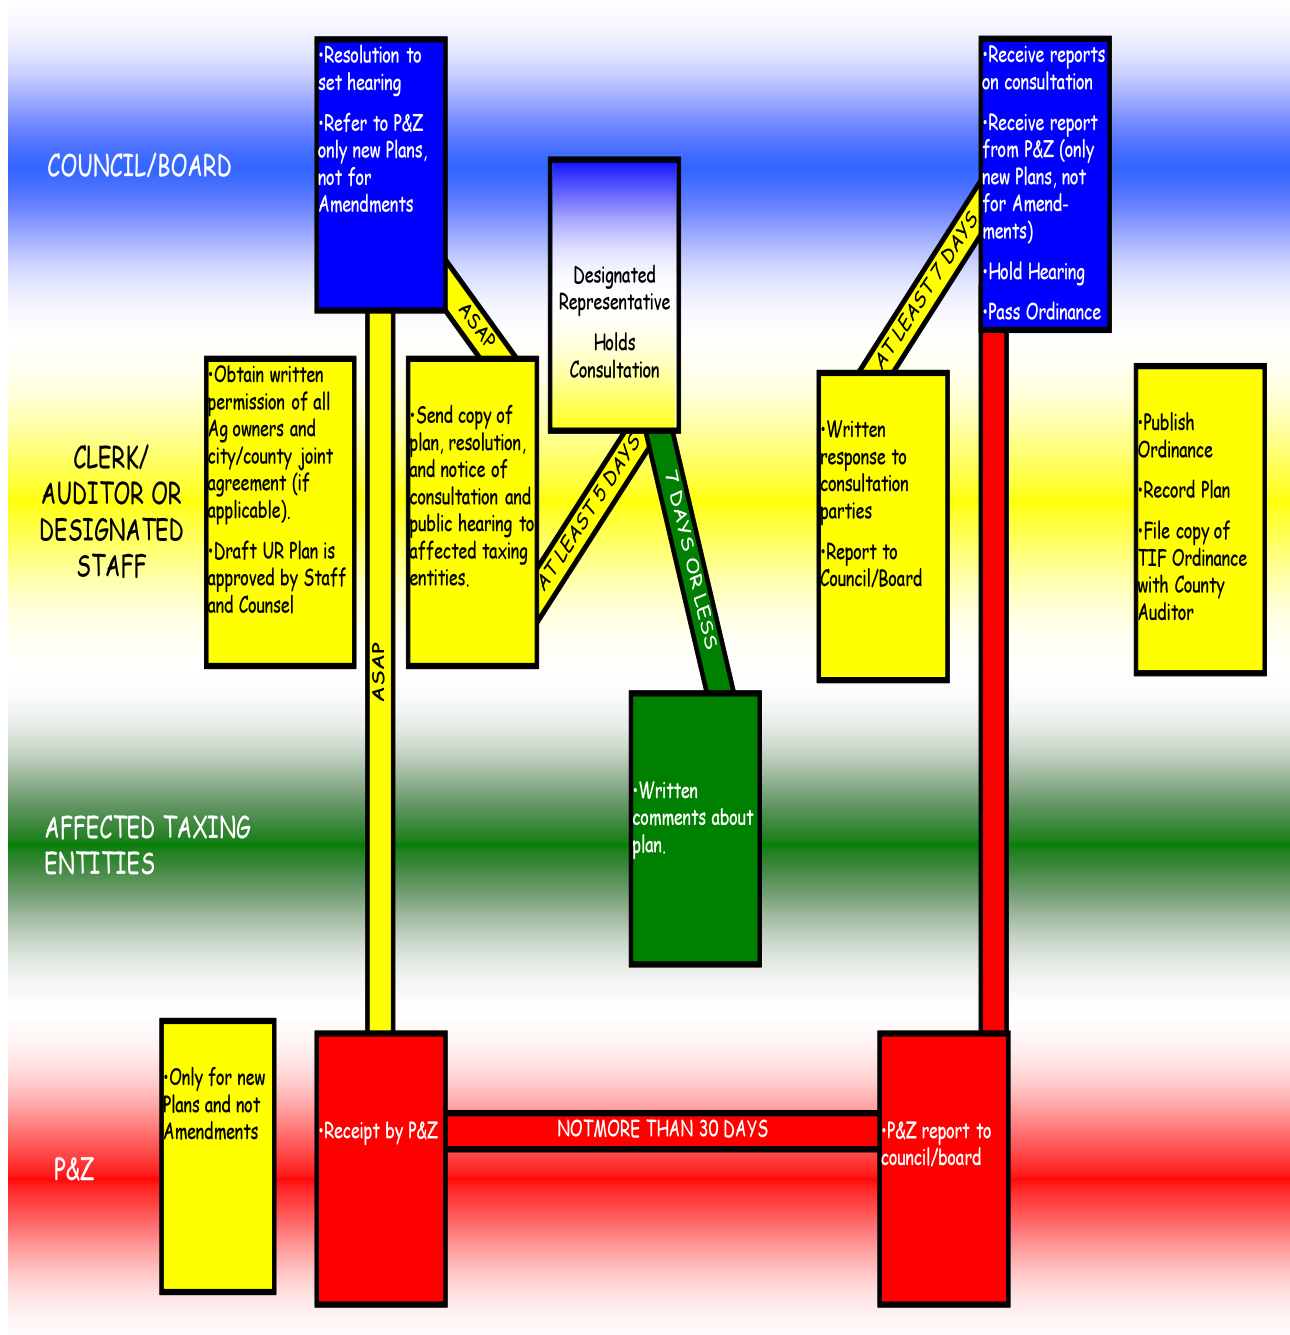 •Resolution to
set hearing
•Refer to P&Z
only new Plans,
not for
Amendments
•Receive reports
on consultation
•Receive report
from P&Z (only
new Plans, not
for Amend-
ments)
•Hold Hearing
•Pass Ordinance
COUNCIL/BOARD
Designated
Representative
Holds
Consultation
ASAP
AT LEAST 7 DAYS
CLERK/
AUDITOR OR
DESIGNATED
STAFF
•Obtain written
permission of all
Ag owners and
city/county joint
agreement (if
applicable).
•Draft UR Plan is
approved by Staff
and Counsel
•Send copy of
plan, resolution,
and notice of
consultation and
public hearing to
affected taxing
entities.
AT LEAST 5 DAYS
7 DAYS OR LESS
•Written
response to
consultation
parties
•Report to
Council/Board
•Publish
Ordinance
•Record Plan
•File copy of
TIF Ordinance
with County
Auditor
ASAP
AFFECTED TAXING
ENTITIES
•Written
comments about
plan.
P&Z
•Only for new
Plans and not
Amendments
•Receipt by P&Z
NOTMORE THAN 30 DAYS
•P&Z report to
council/board